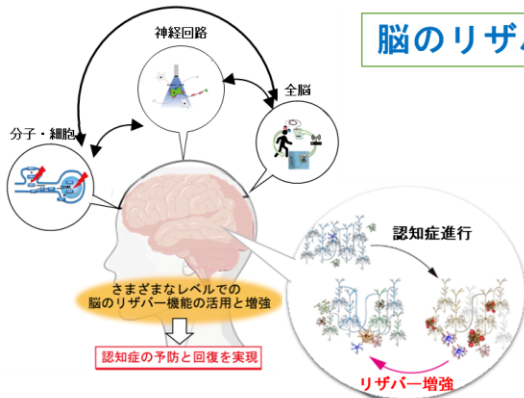 脳のリザバ
神経回路
全脳
分子・細胞
認知症進行
さまざまなレベルでの
脳のリザバー機能の活用と増強
認知症の予防と回復を実現
リザバー増強